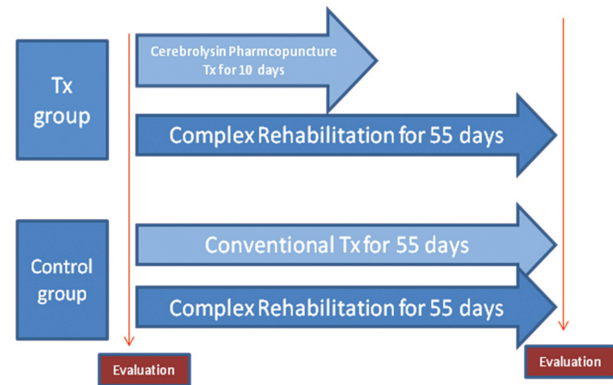 Cerebrolysin Pharmcopuncture
Tx for 10 days
Tx
group
Complex Rehabilitation for 55 days
Conventional Tx for 55 days
Control
group
Complex Rehabilitation for 55 days
Evaluation
Evaluation